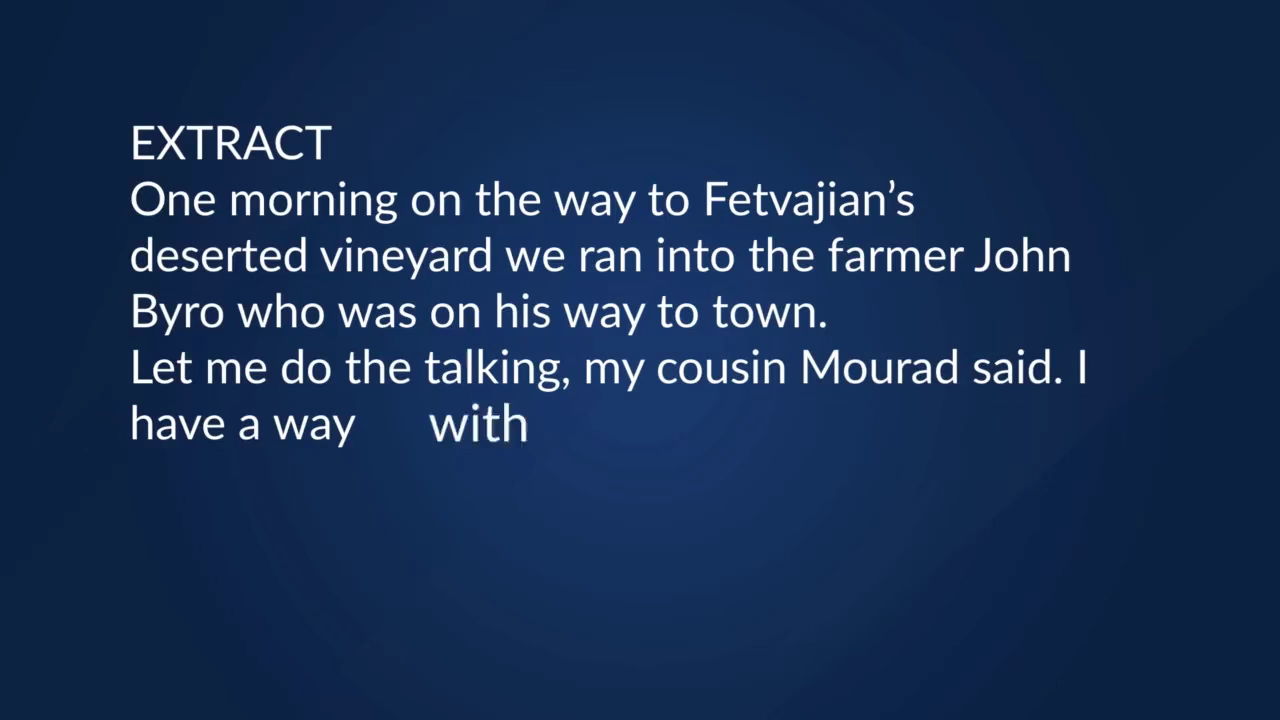 EXTRACT
One morning on the way to Fetvajian’s
deserted vineyard we ran into the farmer John
Byro who was on his way to town.
Let me do the talking, my cousin Mourad said. I
have a way with